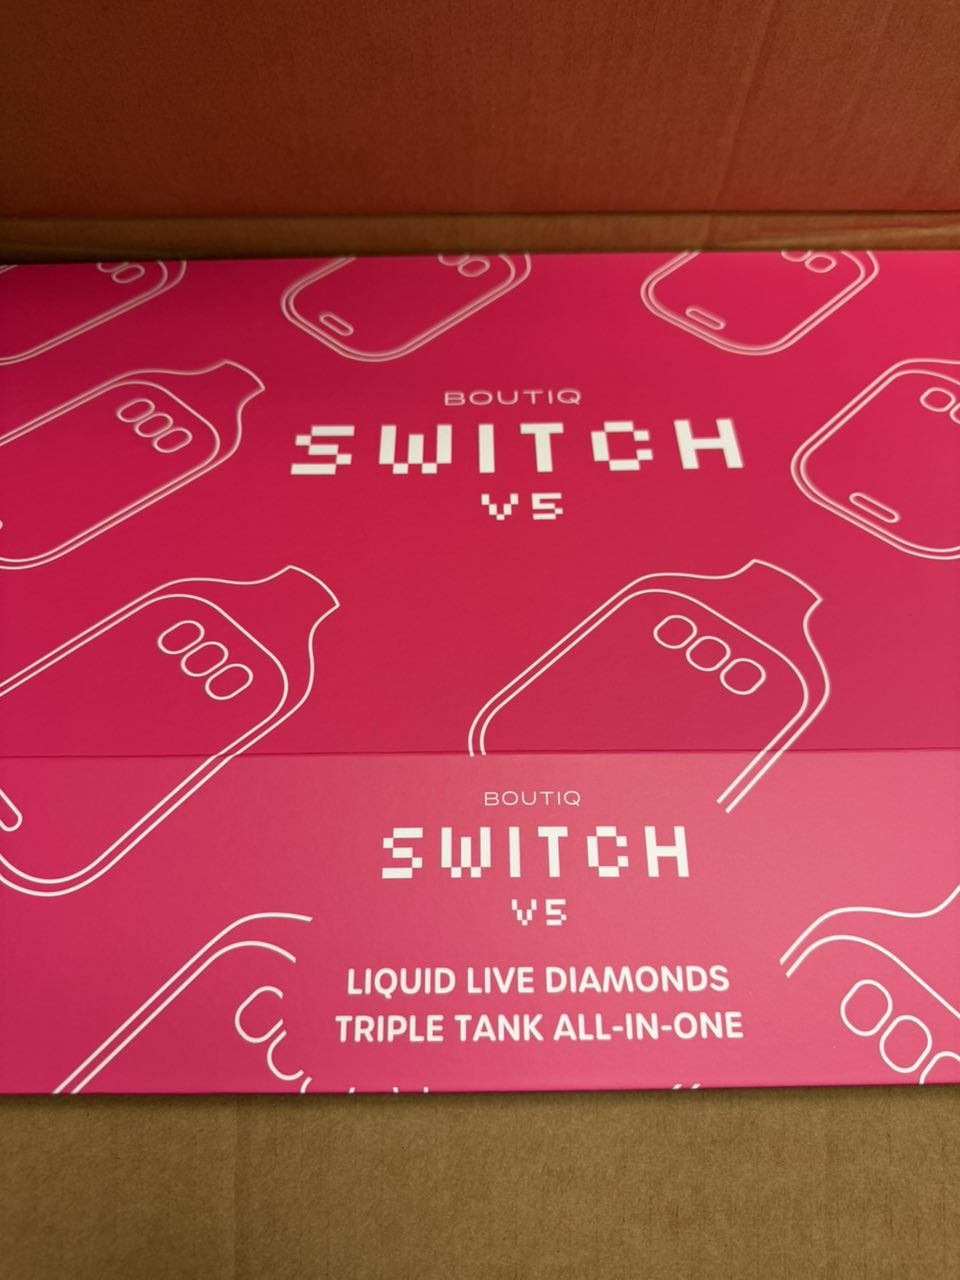 BOUTIQ
SWITCH
V5
BOUTIQ
SWITCH
V5
LIQUID LIVE DIAMONDS
TRIPLE TANK ALL-IN-ONE